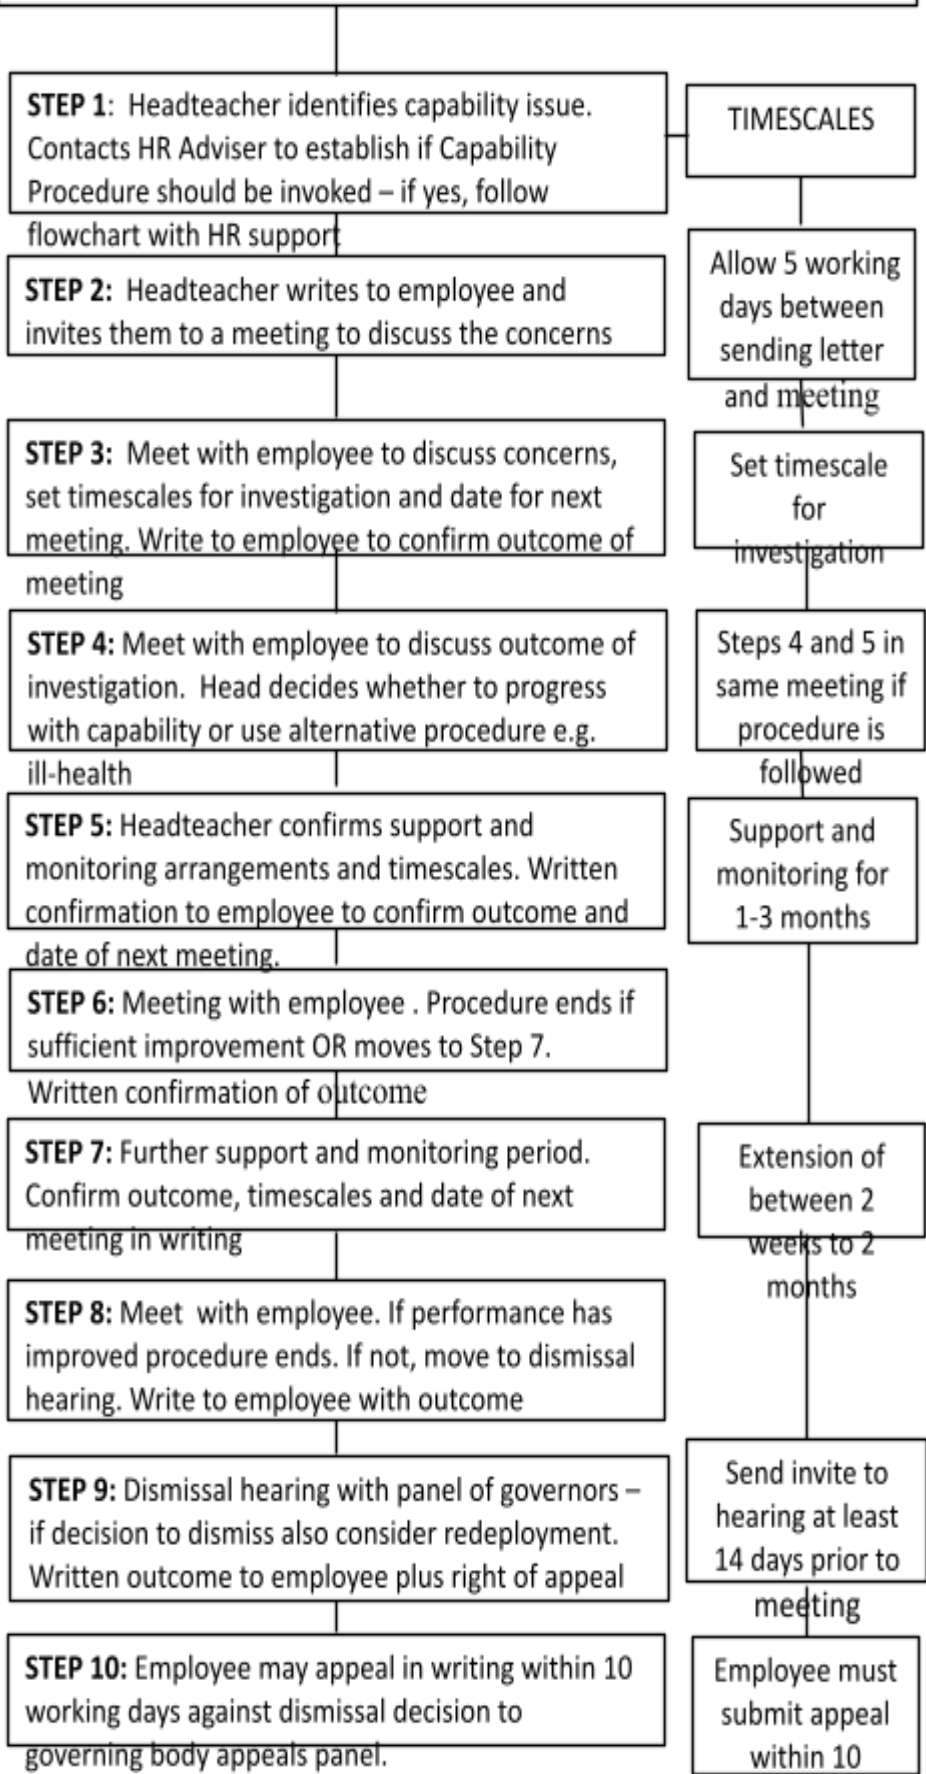 STEP 1:  Headteacher identifies capability issue.
Contacts HR Adviser to establish if Capability
Procedure should be invoked – if yes, follow
flowchart with HR support
TIMESCALES
STEP 2:  Headteacher writes to employee and
invites them to a meeting to discuss the concerns
Allow 5 working
days between
sending letter
and meeting
STEP 3:  Meet with employee to discuss concerns,
set timescales for investigation and date for next
meeting. Write to employee to confirm outcome of
meeting
Set timescale
for
investigation
STEP 4: Meet with employee to discuss outcome of
investigation.  Head decides whether to progress
with capability or use alternative procedure e.g.
ill-health
Steps 4 and 5 in
same meeting if
procedure is
followed
STEP 5: Headteacher confirms support and
monitoring arrangements and timescales. Written
confirmation to employee to confirm outcome and
date of next meeting.
Support and
monitoring for
1-3 months
STEP 6: Meeting with employee . Procedure ends if
sufficient improvement OR moves to Step 7.
Written confirmation of outcome
STEP 7: Further support and monitoring period.
Confirm outcome, timescales and date of next
meeting in writing
Extension of
between 2
weeks to 2
months
STEP 8: Meet  with employee. If performance has
improved procedure ends. If not, move to dismissal
hearing. Write to employee with outcome
STEP 9: Dismissal hearing with panel of governors –
if decision to dismiss also consider redeployment.
Written outcome to employee plus right of appeal
Send invite to
hearing at least
14 days prior to
meeting
STEP 10: Employee may appeal in writing within 10
working days against dismissal decision to
governing body appeals panel.
Employee must
submit appeal
within 10